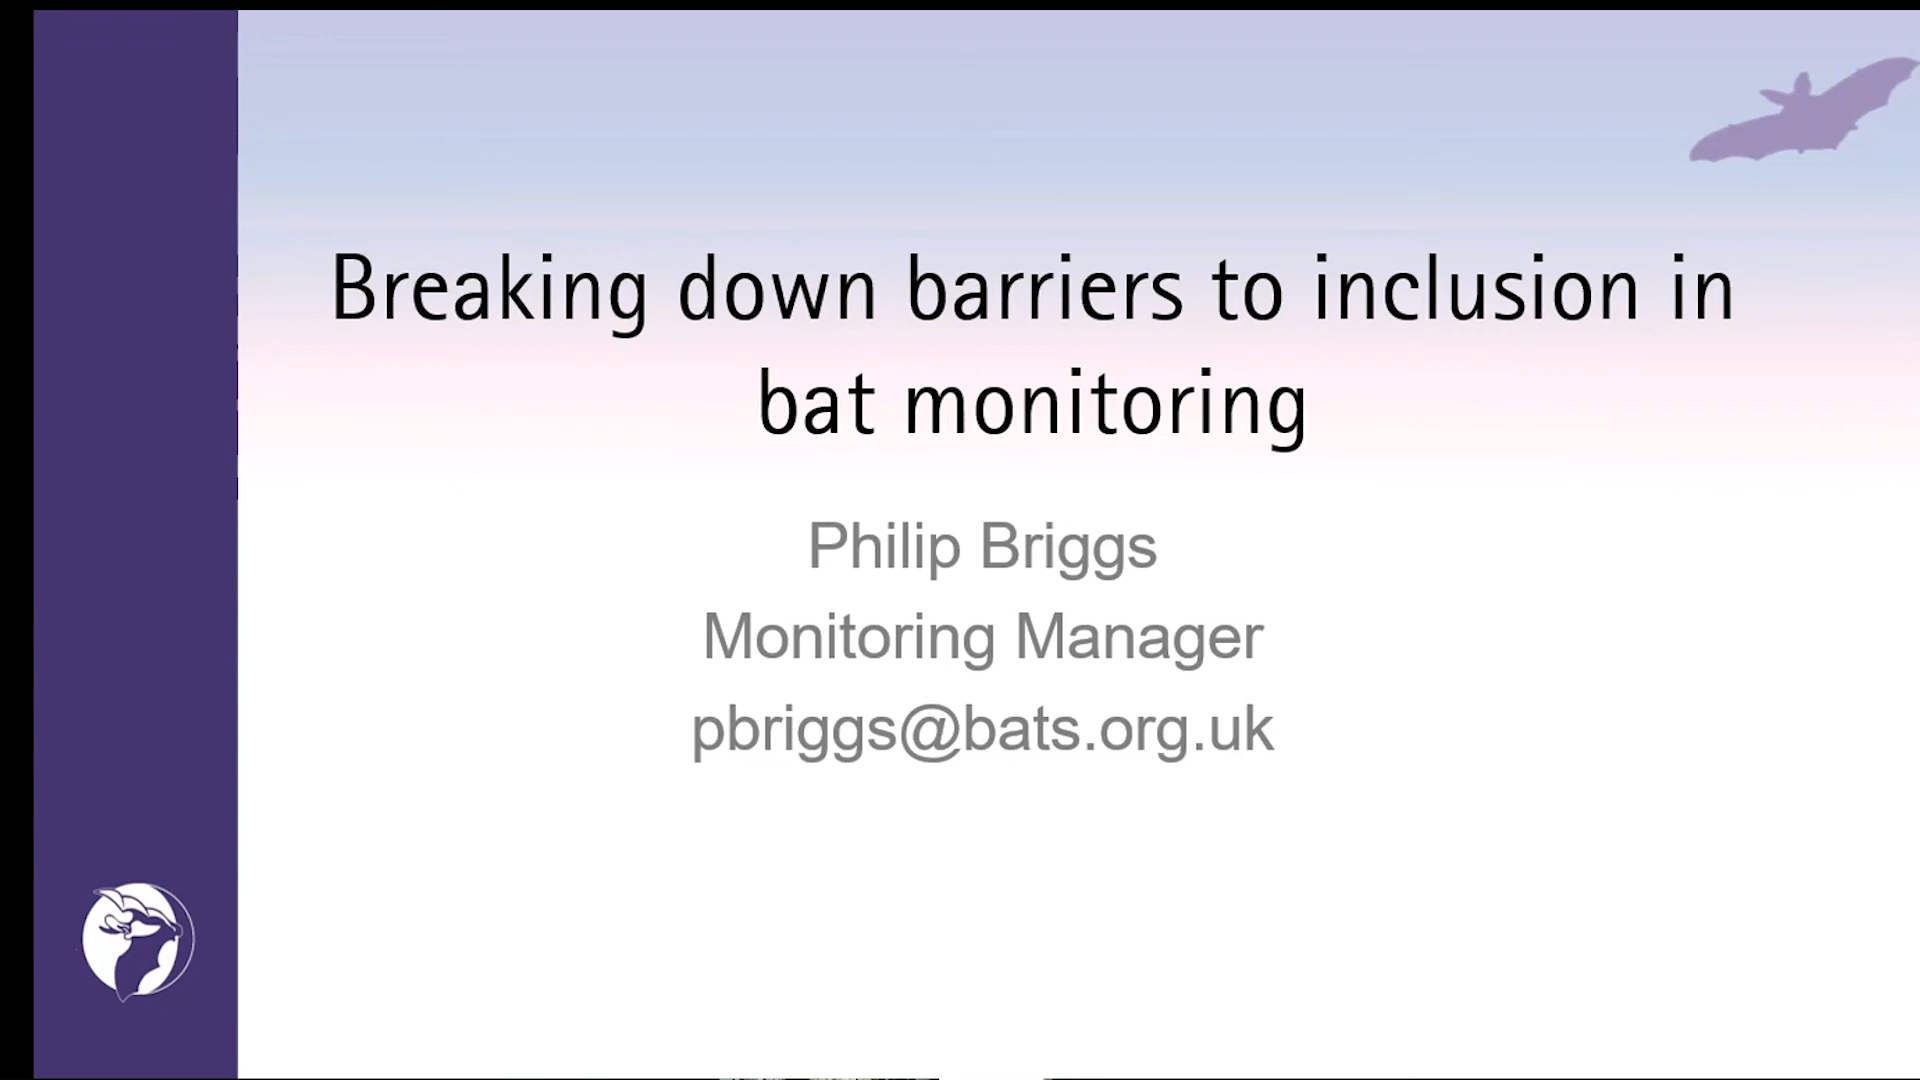 Breaking down barriers to inclusion in
bat monitoring
Philip Briggs
Monitoring Manager
pbriggs@bats.org.uk